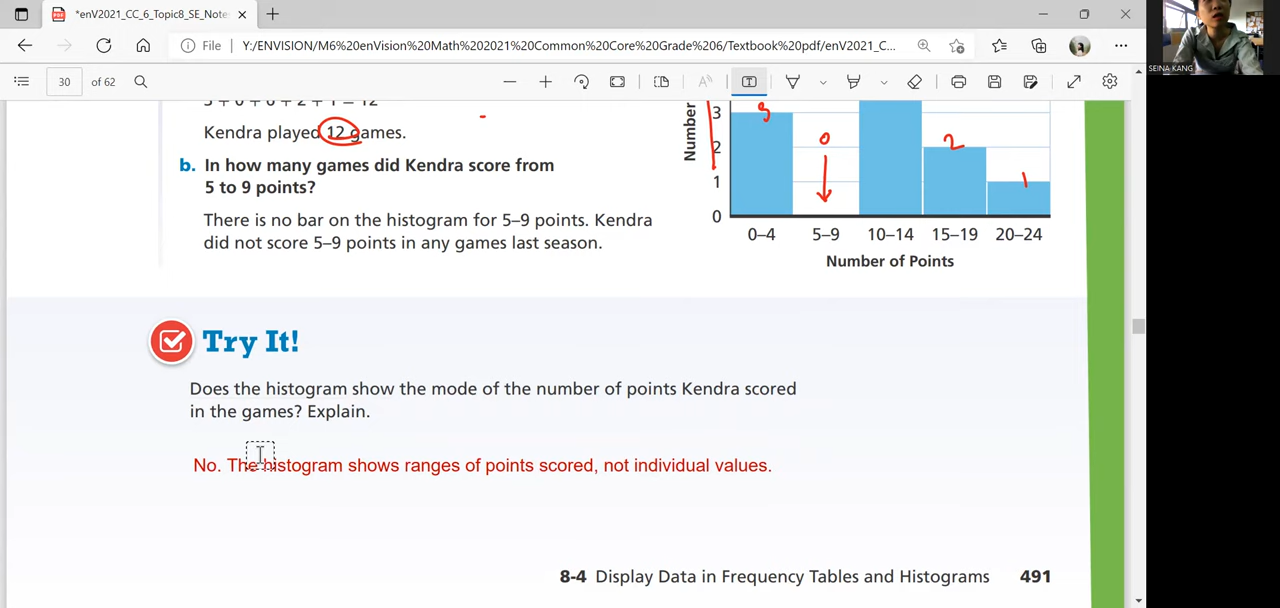 *enV2021_CC_6_Topic8_SE_Note
File
Y:/ENVISION/M6%20enVision%20Math%202021%20Common%20Core%20Grade%206/Textbook%20pdf/enV2021_C...
SEINA KANG
30 of 62
3 + 0 + 6 + 2 + 1 = 12
Kendra played 12 games.
b. In how many games did Kendra score from
5 to 9 points?
There is no bar on the histogram for 5–9 points. Kendra
did not score 5–9 points in any games last season.
Number
3
2
1
0
3
0
2
1
0–4 5–9 10–14 15–19 20–24
Number of Points
Try It!
Does the histogram show the mode of the number of points Kendra scored
in the games? Explain.
No. The histogram shows ranges of points scored, not individual values.
8-4 Display Data in Frequency Tables and Histograms 491